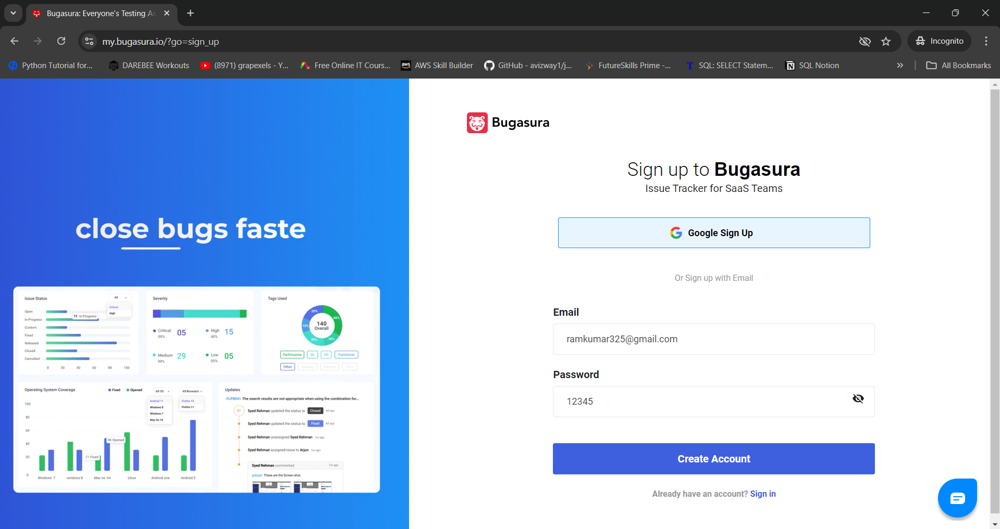 Bugasura: Everyone's Testing As
my.bugasura.io/?go=sign_up
Incognito
Python Tutorial for...
DAREBEE Workouts
(8971) grapexels - Y...
Free Online IT Cours...
aws AWS Skill Builder
GitHub - avizway1/j...
FutureSkills Prime -...
T SQL: SELECT Statem...
SQL Notion
All Bookmarks
close bugs faste
Issue Status
All
Critical
High
Open
In Progress
71 In Progress
Custom
Fixed
Released
Closed
Cancelled
0 20 40 60 80 100
Severity
Critical 05
05%
High 15
40%
Medium 29
50%
Low 05
05%
Tags Used
20%
40%
10%
140
Overall
20%
10%
Perfomance UI UX Functional
Other Spacing Security
Operating System Coverage
Fixed Opened
All OS
All Browsers
Android 11
Windows 8
Windows 7
Mac Os 10
Firefox 10
Firefox 11
100
80
60
40
20
0
46 Opened
21 Fixed
Windows 7 windows 8 Mac os 64 Linux Android one Android 9
Updates
FLP8041 The search results are not appropriate when using the combination for...
SY Syed Rehman updated the status to Closed 4d ago
Syed Rehman updated the status to Fixed 4d ago
Syed Rehman unassigned Syed Rehman 1w ago
Syed Rehman assigned issue to Arjun 1w ago
Syed Rehman commented 1w ago
@Arjun These are the Screen shot.
Bugasura
Sign up to Bugasura
Issue Tracker for SaaS Teams
Google Sign Up
Or Sign up with Email
Email
ramkumar325@gmail.com
Password
12345
Create Account
Already have an account? Sign in